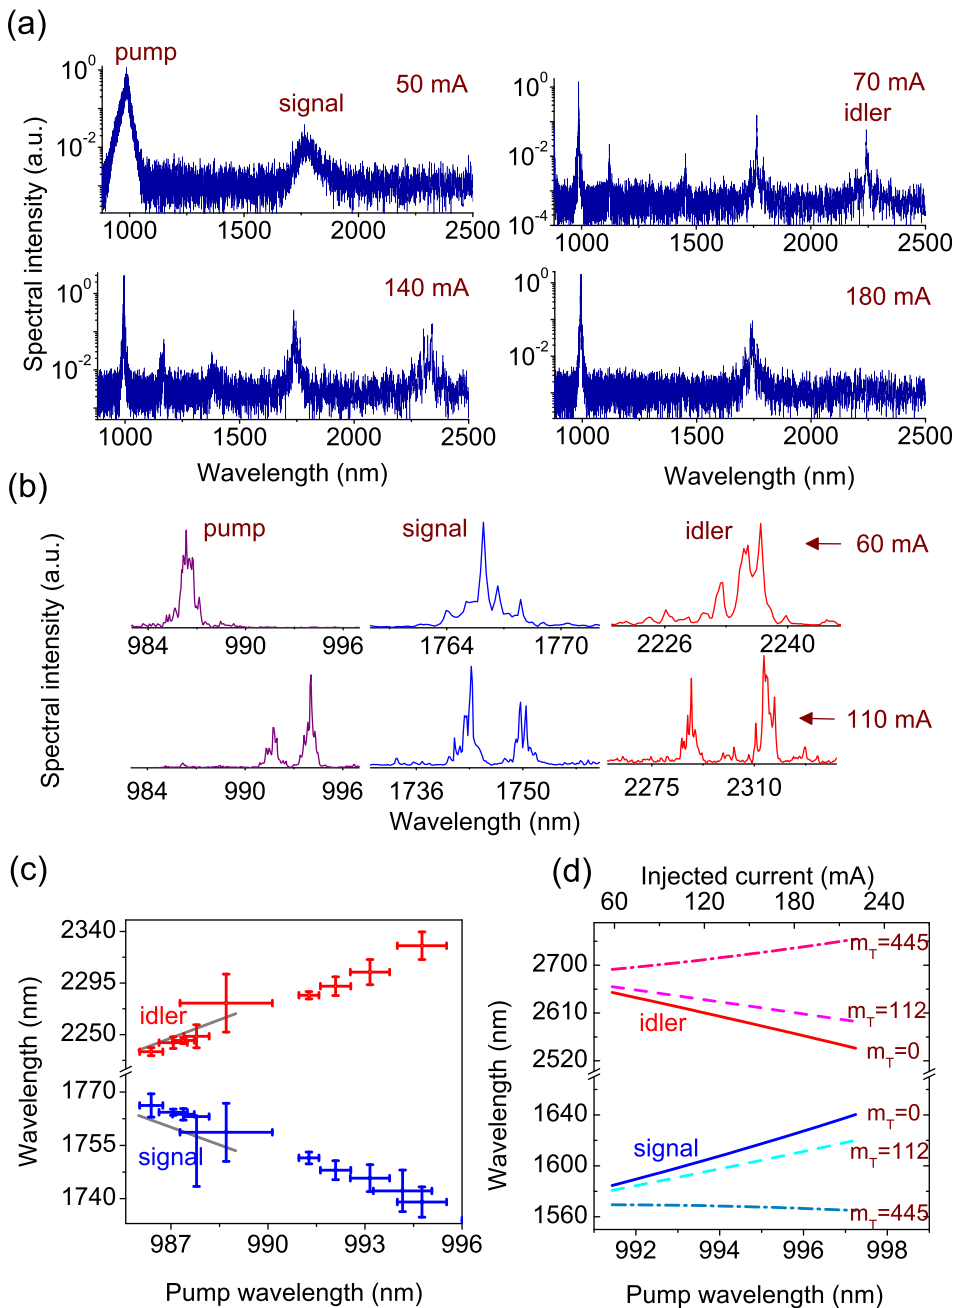 (a)
pump
signal
50 mA
10^0
10^-2
1000 1500 2000 2500
70 mA
idler
10^0
10^-2
10^-4
1000 1500 2000 2500
Spectral intensity (a.u.)
140 mA
10^0
10^-2
1000 1500 2000 2500
Wavelength (nm)
180 mA
10^0
10^-2
1000 1500 2000 2500
Wavelength (nm)
(b)
Spectral intensity (a.u.)
pump
signal
idler
60 mA
984 990 996
1764 1770
2226 2240
110 mA
984 990 996
1736 1750
2275 2310
Wavelength (nm)
(c)
Wavelength (nm)
2340
2295
2250
1770
1755
1740
idler
signal
987 990 993 996
Pump wavelength (nm)
(d)
Injected current (mA)
60 120 180 240
Wavelength (nm)
2700
2610
2520
1640
1600
1560
m_T=445
m_T=112
idler
m_T=0
m_T=0
signal
m_T=112
m_T=445
992 994 996 998
Pump wavelength (nm)